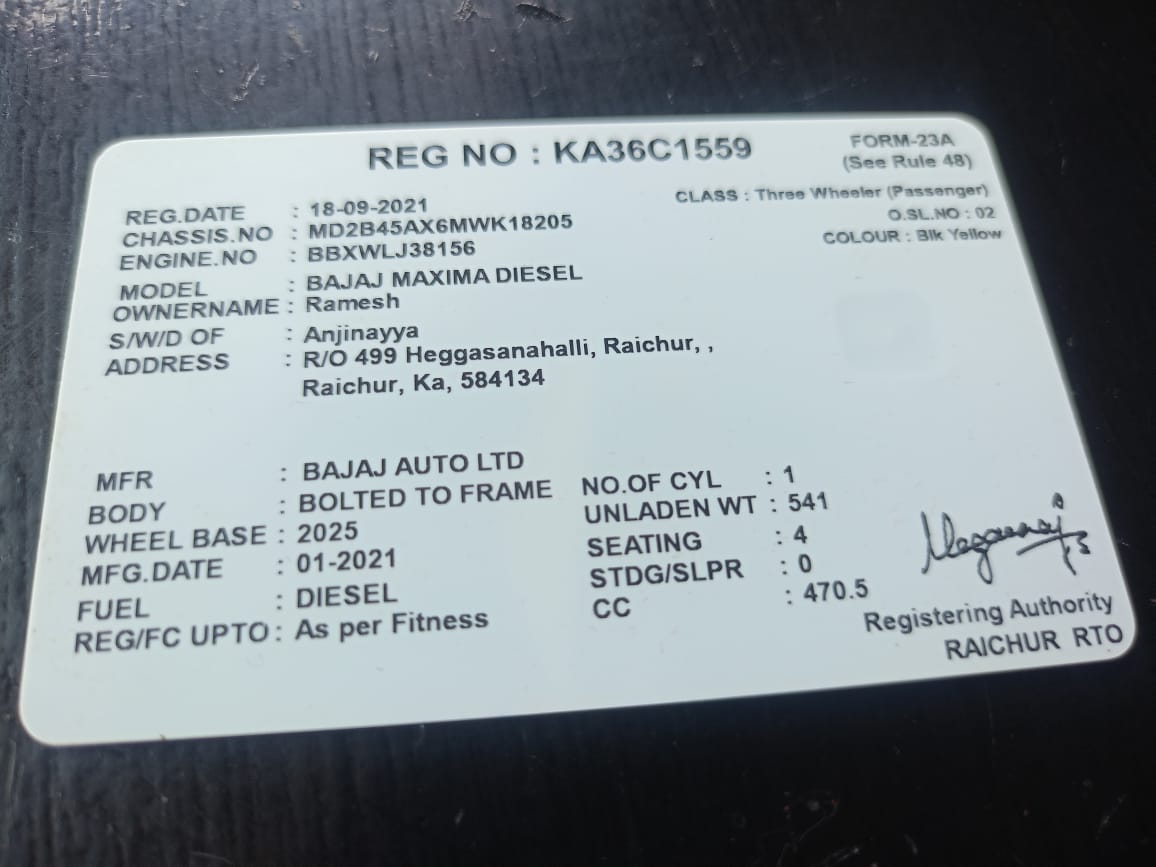 REG NO : KA36C1559
FORM-23A
(See Rule 48)
REG.DATE : 18-09-2021
CLASS : Three Wheeler (Passenger)
CHASSIS.NO : MD2B45AX6MWK18205
O.SL.NO : 02
ENGINE.NO : BBXWLJ38156
COLOUR : Blk Yellow
MODEL : BAJAJ MAXIMA DIESEL
OWNERNAME : Ramesh
S/W/D OF : Anjinayya
ADDRESS : R/O 499 Heggasanahalli, Raichur, ,
Raichur, Ka, 584134
MFR : BAJAJ AUTO LTD
BODY : BOLTED TO FRAME
WHEEL BASE : 2025
MFG.DATE : 01-2021
FUEL : DIESEL
REG/FC UPTO : As per Fitness
NO.OF CYL : 1
UNLADEN WT : 541
SEATING : 4
STDG/SLPR : 0
CC : 470.5
Registering Authority
RAICHUR RTO